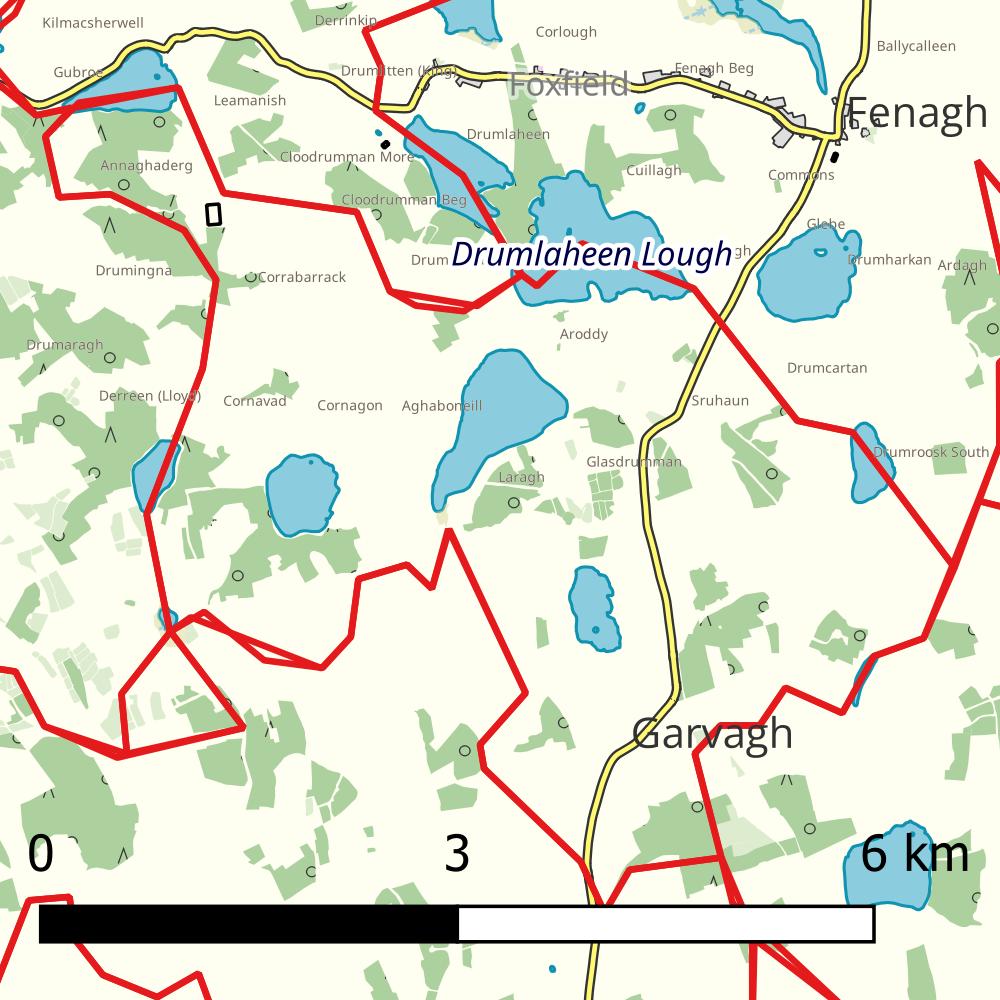 Kilmacsherwell
Derrinkip
Corlough
Ballycalleen
Gubroe
Drumlitten (King)
Foxfield
Fenagh Beg
Leamanish
Fenagh
Drumlaheen
Annaghaderg
Cloodrumman More
Cuillagh
Commons
Cloodrumman Beg
Glebe
Drumingna
Corrabarrack
Drum
Drumlaheen Lough
gh
Drumharkan
Ardagh
Drumaragh
Aroddy
Drumcartan
Derreen (Lloyd)
Cornavad
Cornagon
Aghaboneill
Sruhaun
Laragh
Glasdrumman
Drumroosk South
Garvagh
0
3
6 km